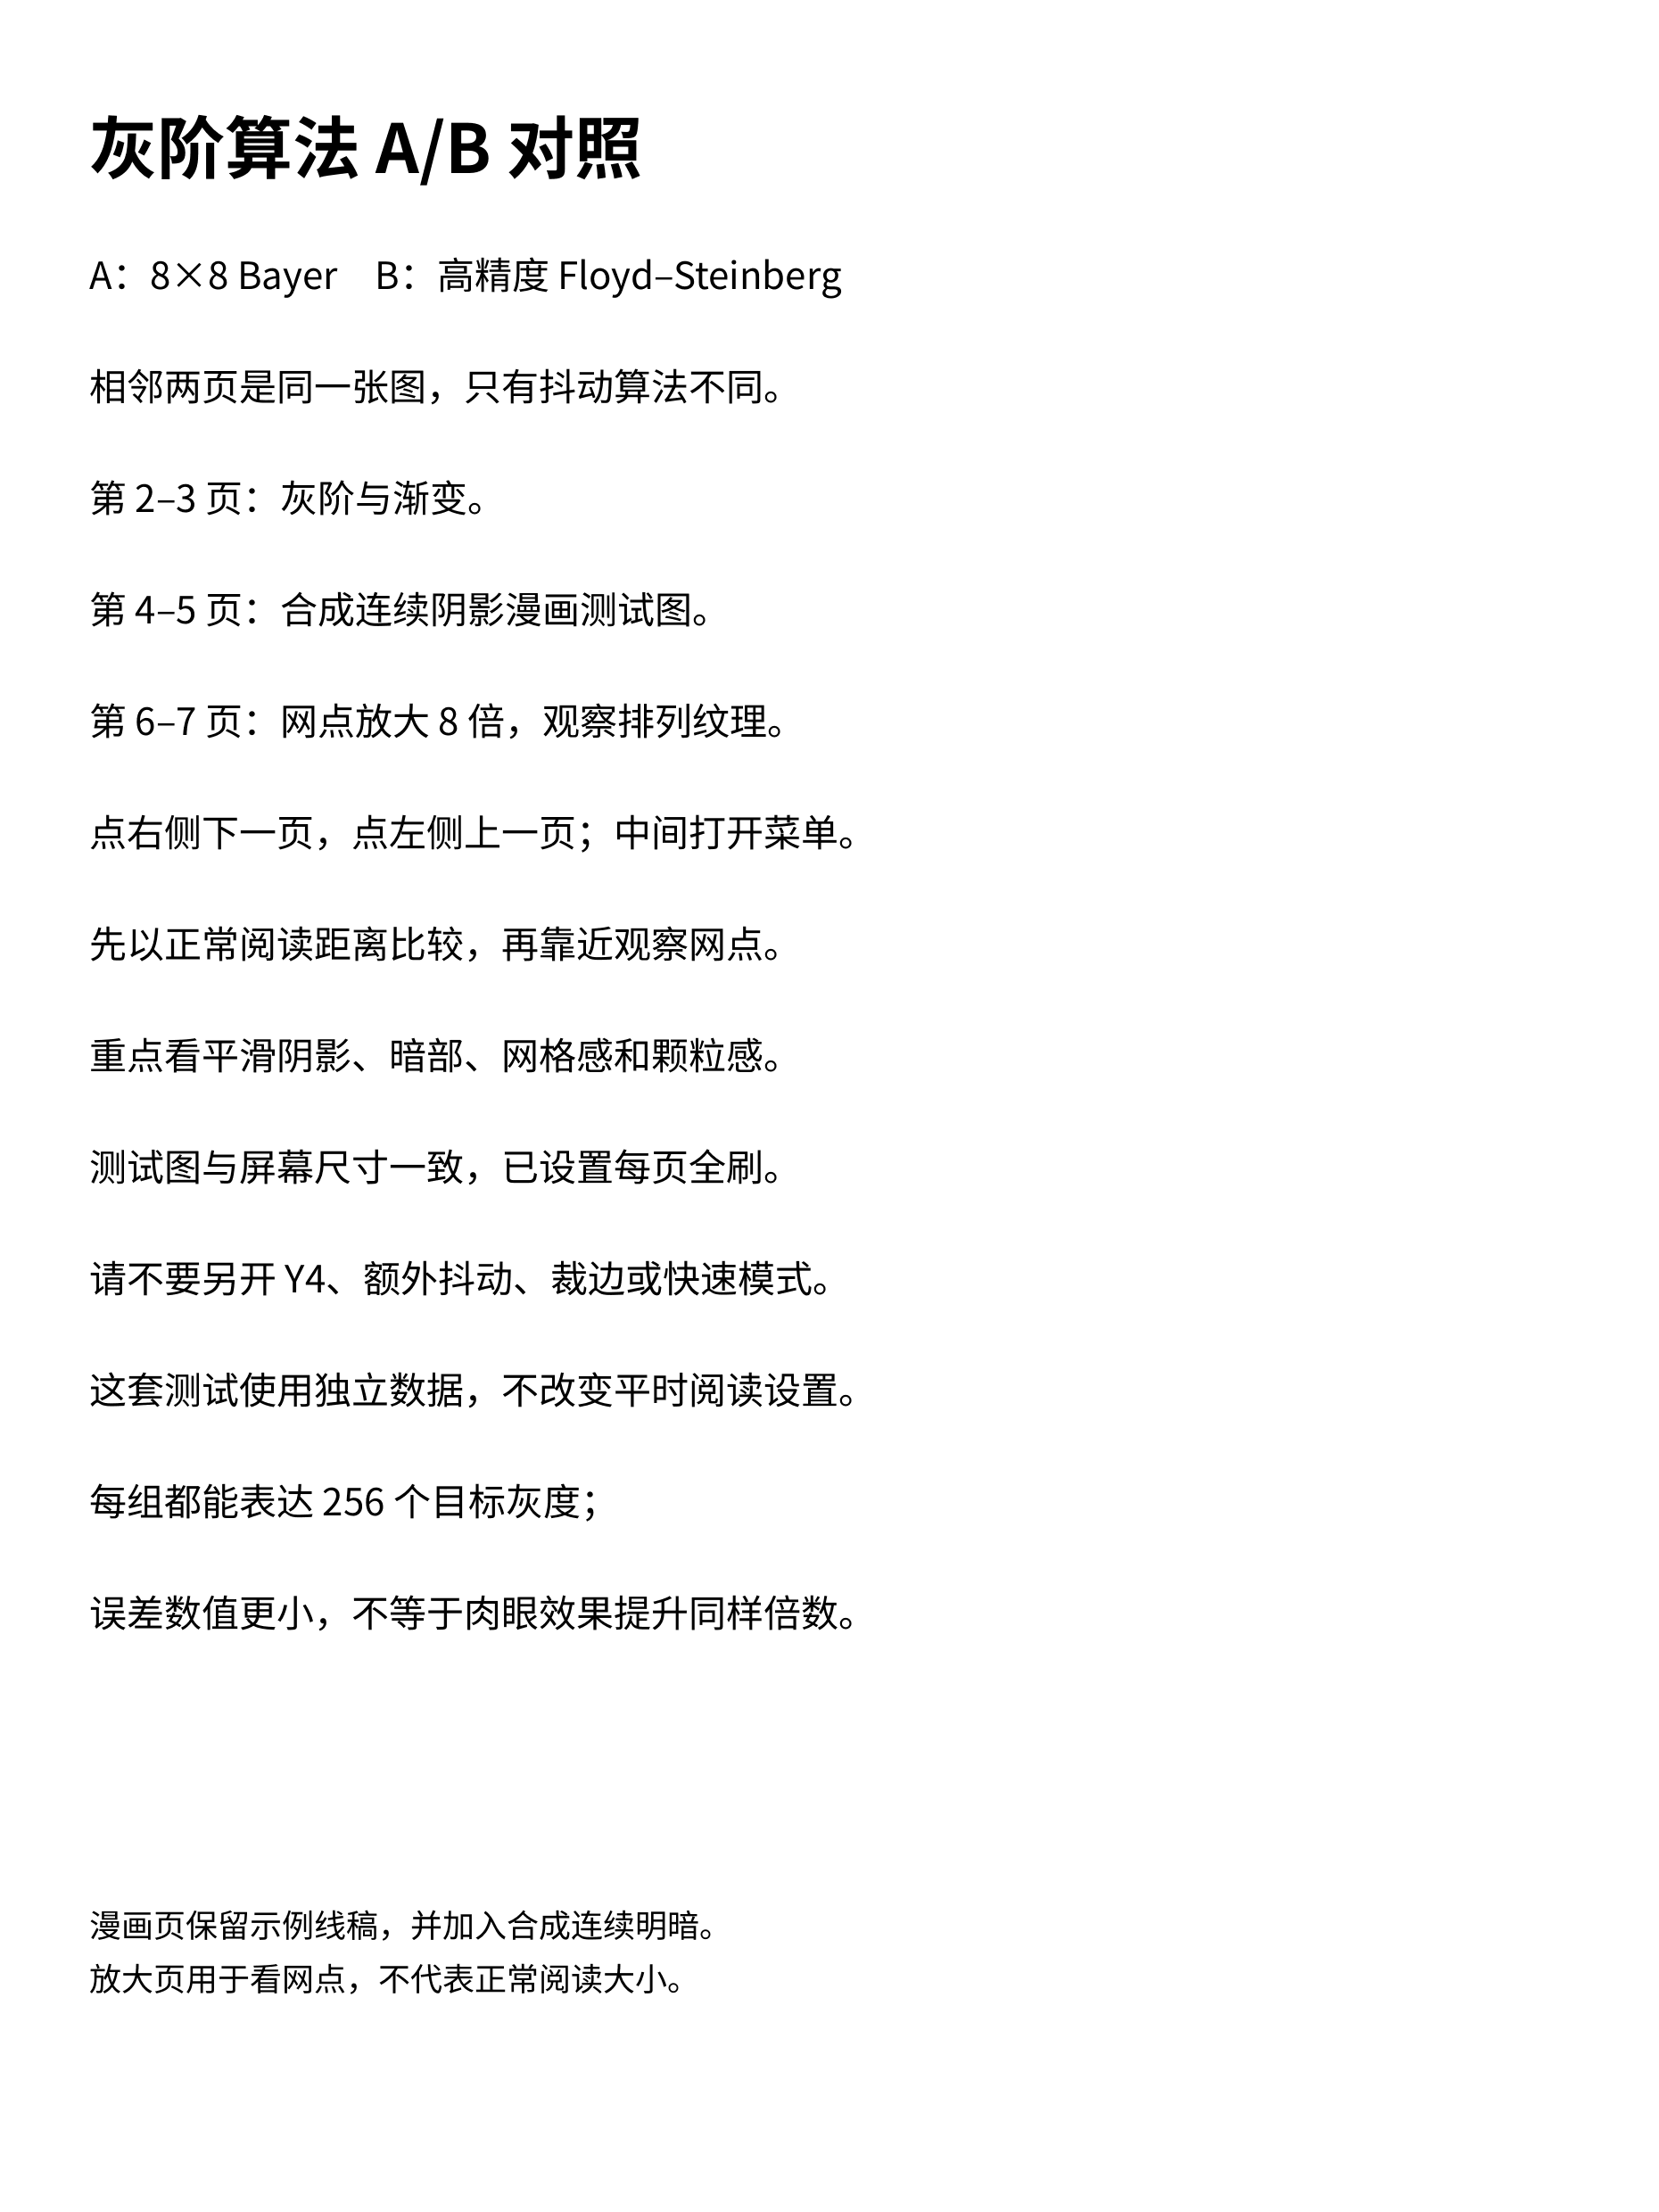 灰阶算法 A/B 对照
A：8×8 Bayer　B：高精度 Floyd–Steinberg
相邻两页是同一张图，只有抖动算法不同。
第 2–3 页：灰阶与渐变。
第 4–5 页：合成连续阴影漫画测试图。
第 6–7 页：网点放大 8 倍，观察排列纹理。
点右侧下一页，点左侧上一页；中间打开菜单。
先以正常阅读距离比较，再靠近观察网点。
重点看平滑阴影、暗部、网格感和颗粒感。
测试图与屏幕尺寸一致，已设置每页全刷。
请不要另开 Y4、额外抖动、裁边或快速模式。
这套测试使用独立数据，不改变平时阅读设置。
每组都能表达 256 个目标灰度；
误差数值更小，不等于肉眼效果提升同样倍数。
漫画页保留示例线稿，并加入合成连续明暗。
放大页用于看网点，不代表正常阅读大小。